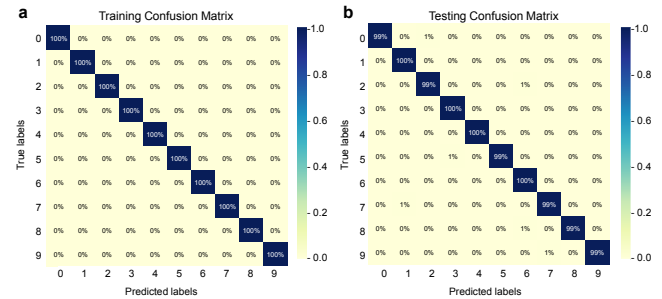 a
Training Confusion Matrix
True labels
0 100% 0% 0% 0% 0% 0% 0% 0% 0% 0%
1 0% 100% 0% 0% 0% 0% 0% 0% 0% 0%
2 0% 0% 100% 0% 0% 0% 0% 0% 0% 0%
3 0% 0% 0% 100% 0% 0% 0% 0% 0% 0%
4 0% 0% 0% 0% 100% 0% 0% 0% 0% 0%
5 0% 0% 0% 0% 0% 100% 0% 0% 0% 0%
6 0% 0% 0% 0% 0% 0% 100% 0% 0% 0%
7 0% 0% 0% 0% 0% 0% 0% 100% 0% 0%
8 0% 0% 0% 0% 0% 0% 0% 0% 100% 0%
9 0% 0% 0% 0% 0% 0% 0% 0% 0% 100%
0 1 2 3 4 5 6 7 8 9
Predicted labels
1.0
0.8
0.6
0.4
0.2
0.0
b
Testing Confusion Matrix
True labels
0 99% 0% 1% 0% 0% 0% 0% 0% 0% 0%
1 0% 100% 0% 0% 0% 0% 0% 0% 0% 0%
2 0% 0% 99% 0% 0% 0% 1% 0% 0% 0%
3 0% 0% 0% 100% 0% 0% 0% 0% 0% 0%
4 0% 0% 0% 0% 100% 0% 0% 0% 0% 0%
5 0% 0% 0% 1% 0% 99% 0% 0% 0% 0%
6 0% 0% 0% 0% 0% 0% 100% 0% 0% 0%
7 0% 1% 0% 0% 0% 0% 0% 99% 0% 0%
8 0% 0% 0% 0% 0% 0% 1% 0% 99% 0%
9 0% 0% 0% 0% 0% 0% 0% 1% 0% 99%
0 1 2 3 4 5 6 7 8 9
Predicted labels
1.0
0.8
0.6
0.4
0.2
0.0